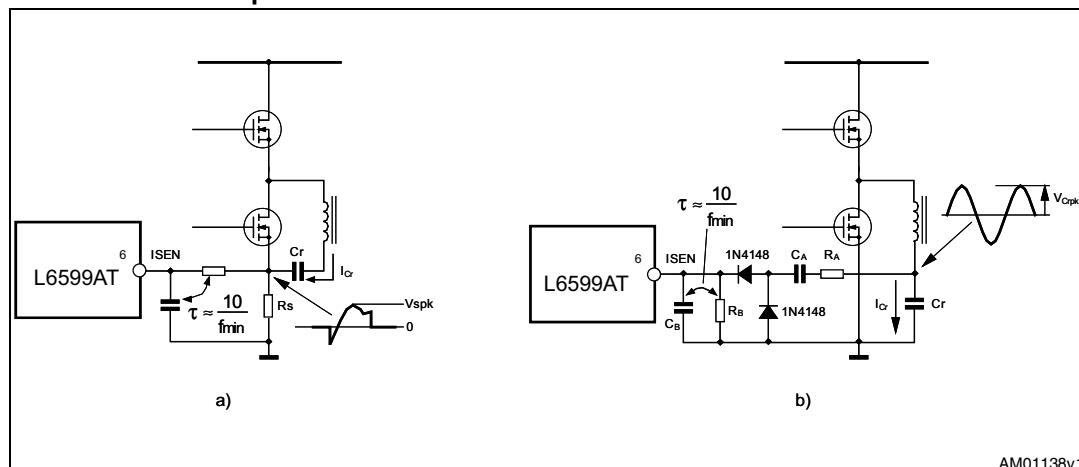 6
ISEN
L6599AT
Cr
ICr
Rs
Vspk
0
τ ≈ 10
fmin
a)
τ ≈ 10
fmin
6
ISEN
L6599AT
1N4148
CA
RA
CB
RB
1N4148
ICr
Cr
VCrpk
b)
AM01138v1